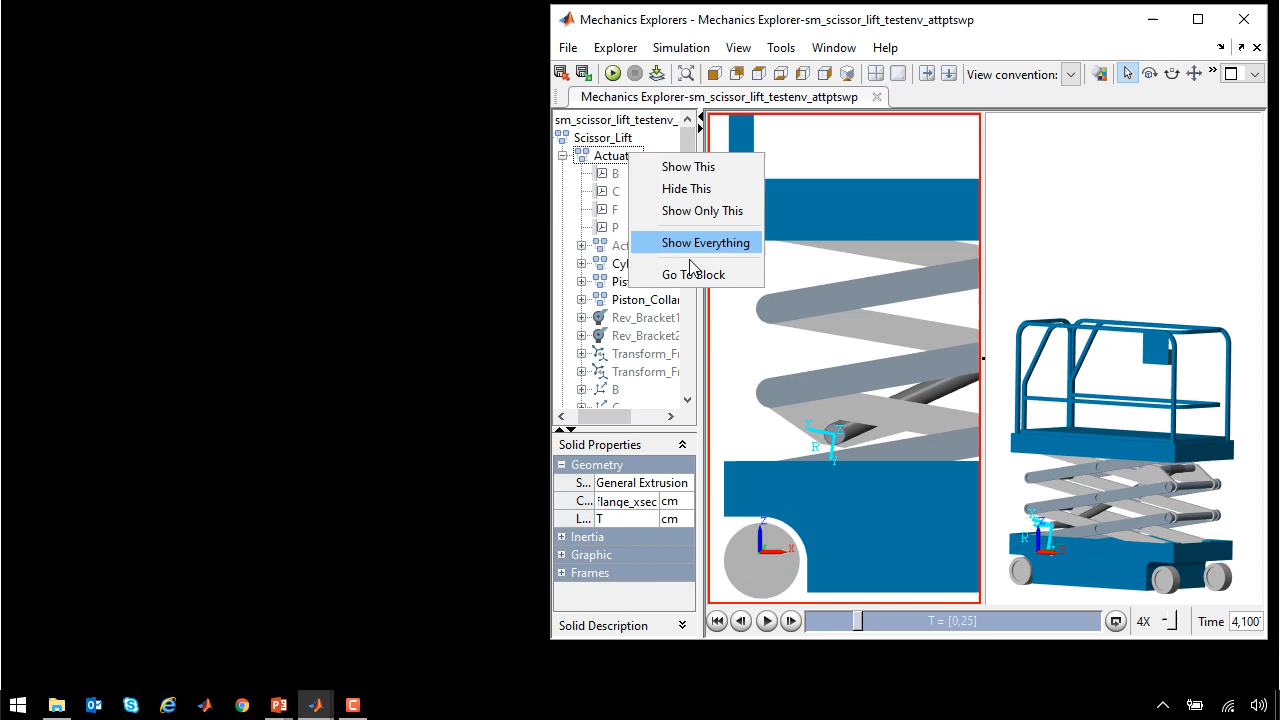 Mechanics Explorers - Mechanics Explorer-sm_scissor_lift_testenv_attptswp
File Explorer Simulation View Tools Window Help
View convention:
Mechanics Explorer-sm_scissor_lift_testenv_attptswp
sm_scissor_lift_testenv_
Scissor_Lift
Actuat
B
C
F
P
Act
Cyl
Pist
Piston_Colla
Rev_Bracket1
Rev_Bracket2
Transform_Fr
Transform_Fr
B
Show This
Hide This
Show Only This
Show Everything
Go To Block
Solid Properties
Geometry
S... General Extrusion
C... Flange_xsec cm
L... T cm
Inertia
Graphic
Frames
Solid Description
R
Y
Z
X
R
T = [0,25]
4X
Time 4,100